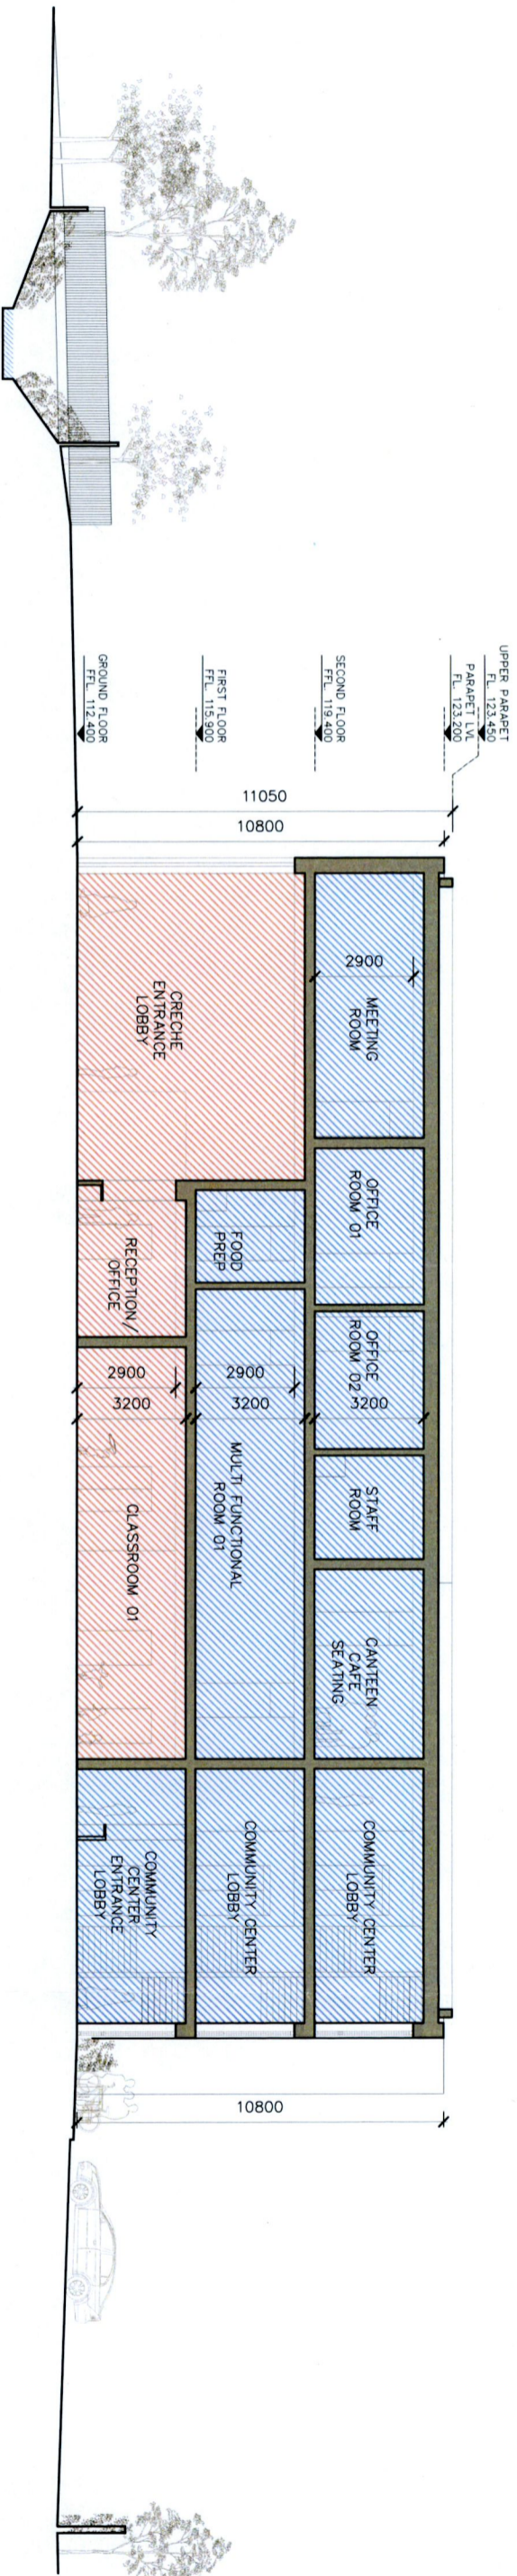 UPPER PARAPET
FL. 123.450
PARAPET LVL
FL. 123.200
SECOND FLOOR
FFL. 119.400
FIRST FLOOR
FFL. 115.900
GROUND FLOOR
FFL. 112.400
11050
10800
2900
MEETING
ROOM
OFFICE
ROOM 01
OFFICE
ROOM 02
3200
STAFF
ROOM
CANTEEN
CAFE
SEATING
COMMUNITY CENTER
LOBBY
CRECHE
ENTRANCE
LOBBY
FOOD
PREP
2900
3200
MULTI FUNCTIONAL
ROOM 01
COMMUNITY CENTER
LOBBY
RECEPTION/
OFFICE
2900
3200
CLASSROOM 01
COMMUNITY
CENTER
ENTRANCE
LOBBY
10800